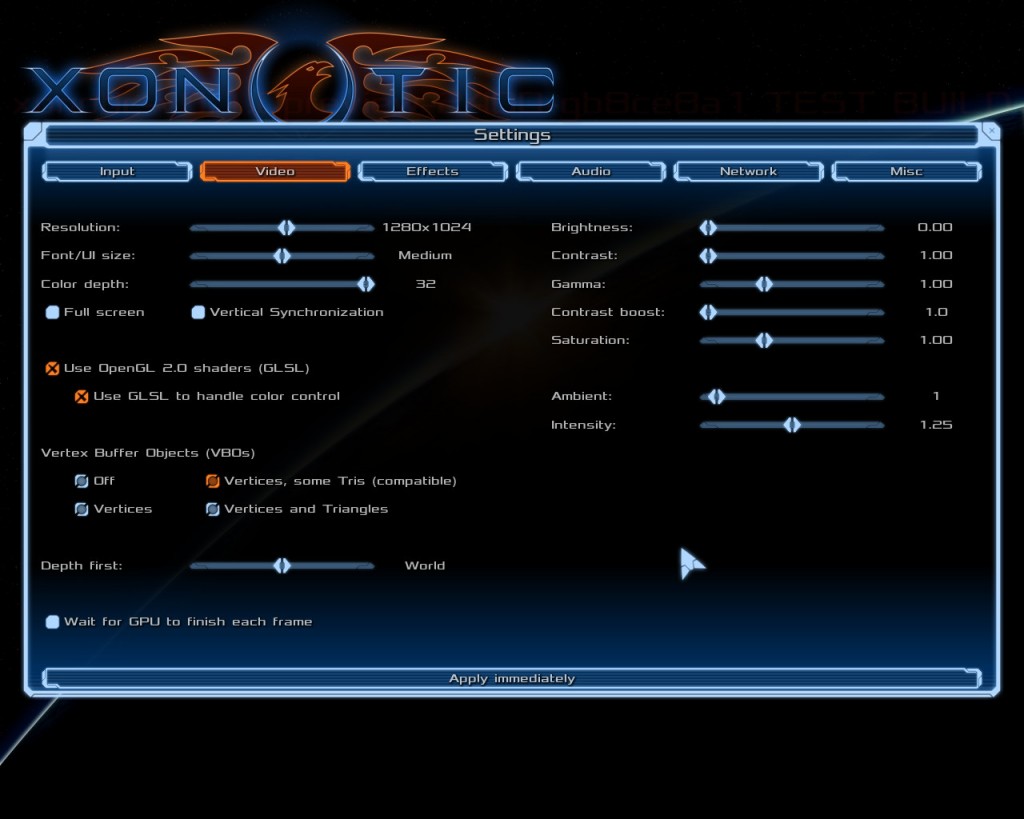 XONOTIC
TEST BUILD
Settings
Input Video Effects Audio Network Misc
Resolution: 1280x1024
Font/UI size: Medium
Color depth: 32
Full screen Vertical Synchronization
Use OpenGL 2.0 shaders (GLSL)
Use GLSL to handle color control
Vertex Buffer Objects (VBOs)
Off Vertices, some Tris (compatible)
Vertices Vertices and Triangles
Depth first: World
Wait for GPU to finish each frame
Brightness: 0.00
Contrast: 1.00
Gamma: 1.00
Contrast boost: 1.0
Saturation: 1.00
Ambient: 1
Intensity: 1.25
Apply immediately